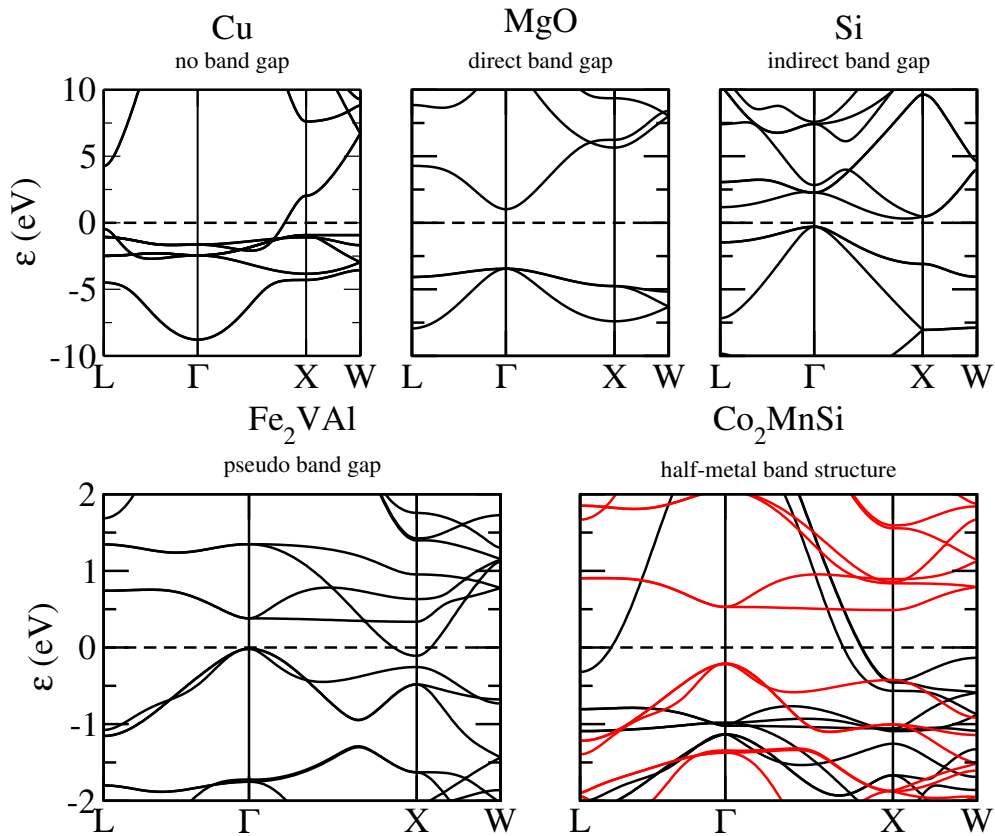 Cu MgO Si
no band gap direct band gap indirect band gap
10
5
0
-5
-10
ε (eV)
L Γ X W L Γ X W L Γ X W
Fe₂VAl Co₂MnSi
pseudo band gap half-metal band structure
2
1
0
-1
-2
ε (eV)
L Γ X W L Γ X W